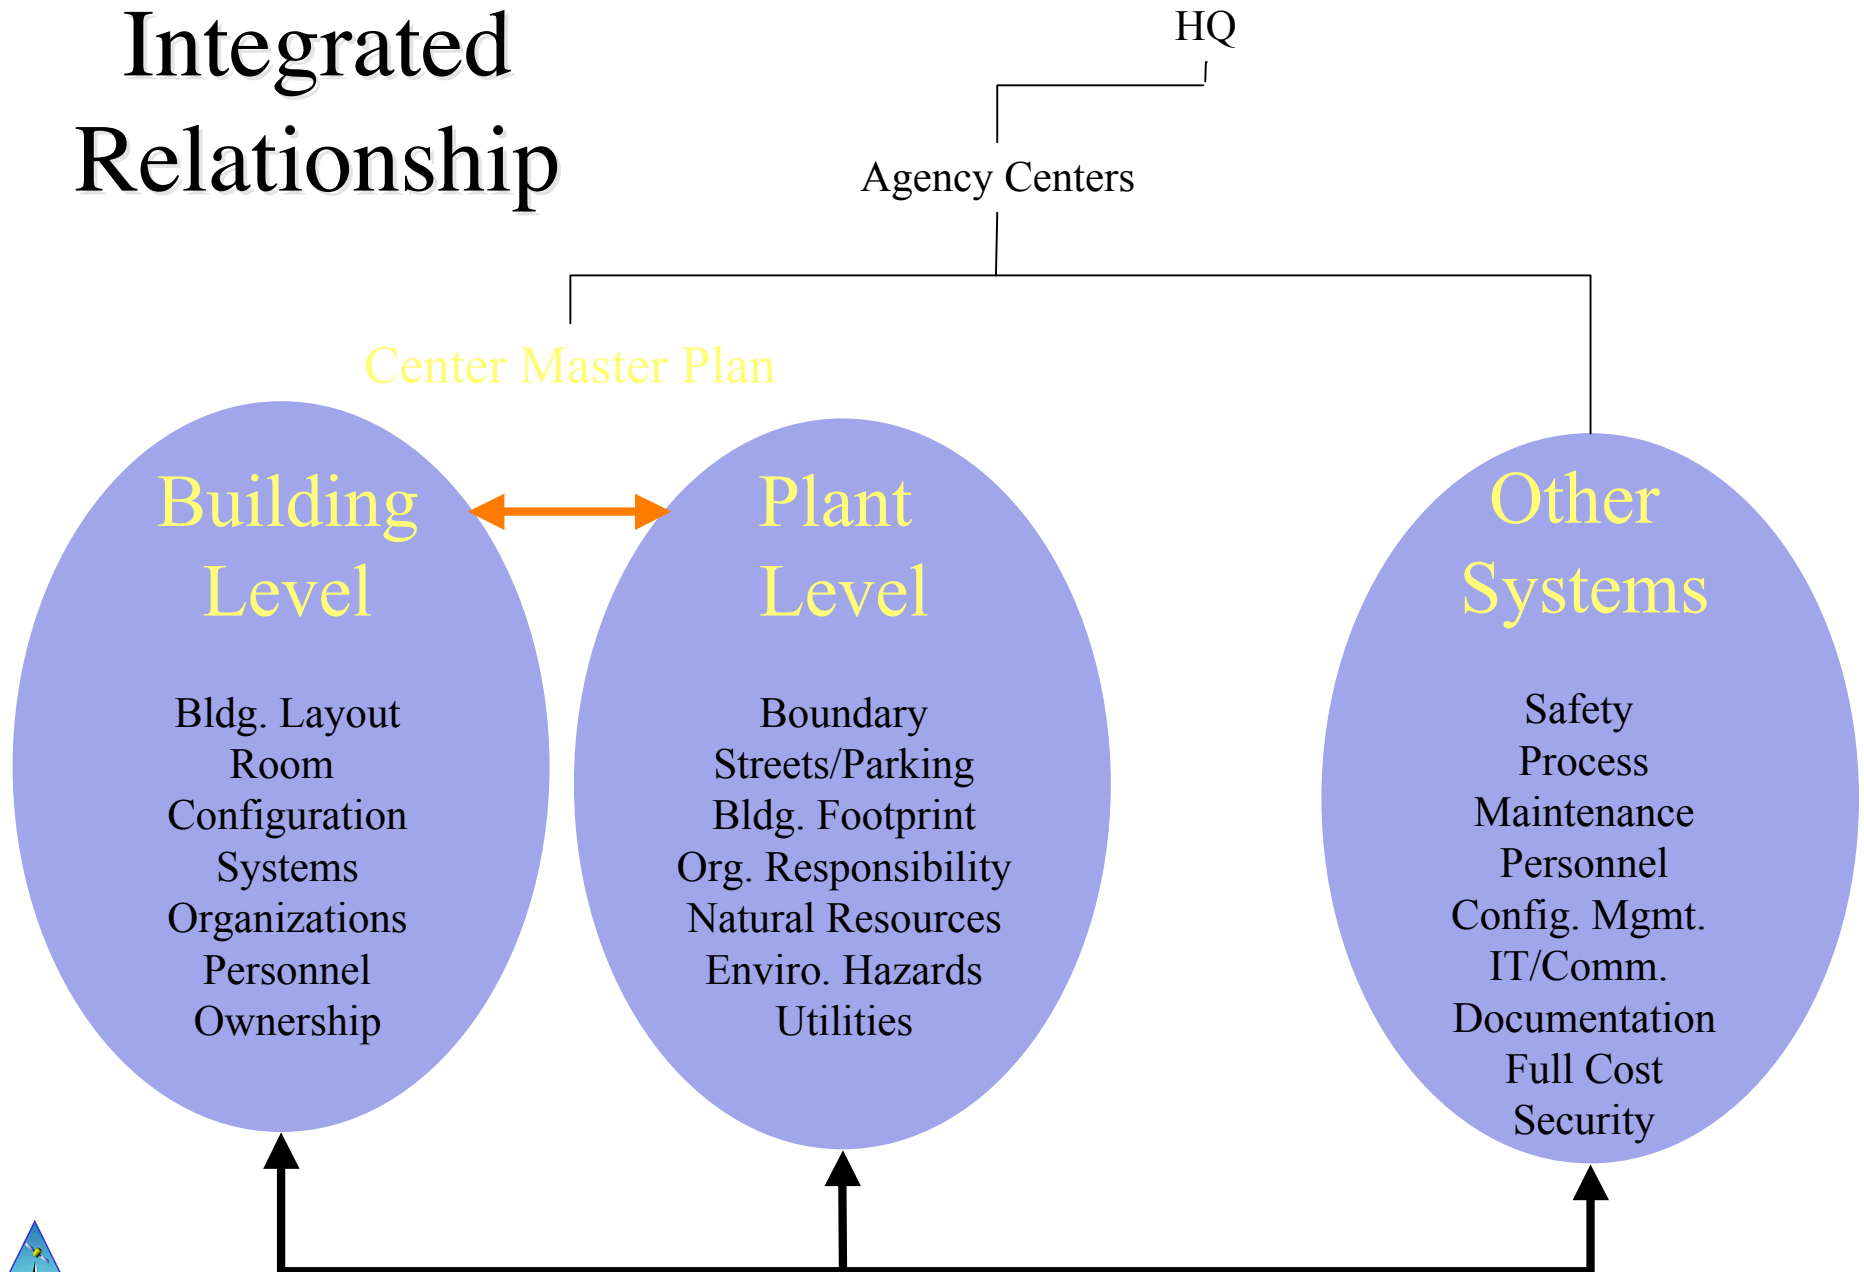 Integrated
Relationship
HQ
Agency Centers
Center Master Plan
Building
Level
Bldg. Layout
Room
Configuration
Systems
Organizations
Personnel
Ownership
Plant
Level
Boundary
Streets/Parking
Bldg. Footprint
Org. Responsibility
Natural Resources
Enviro. Hazards
Utilities
Other
Systems
Safety
Process
Maintenance
Personnel
Config. Mgmt.
IT/Comm.
Documentation
Full Cost
Security